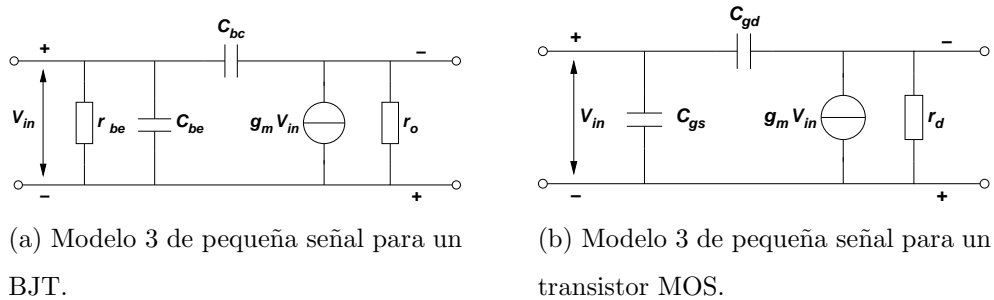 C_bc
+
−
V_in
r_be
C_be
g_m V_in
r_o
−
+
(a) Modelo 3 de pequeña señal para un
BJT.
C_gd
+
−
V_in
C_gs
g_m V_in
r_d
−
+
(b) Modelo 3 de pequeña señal para un
transistor MOS.